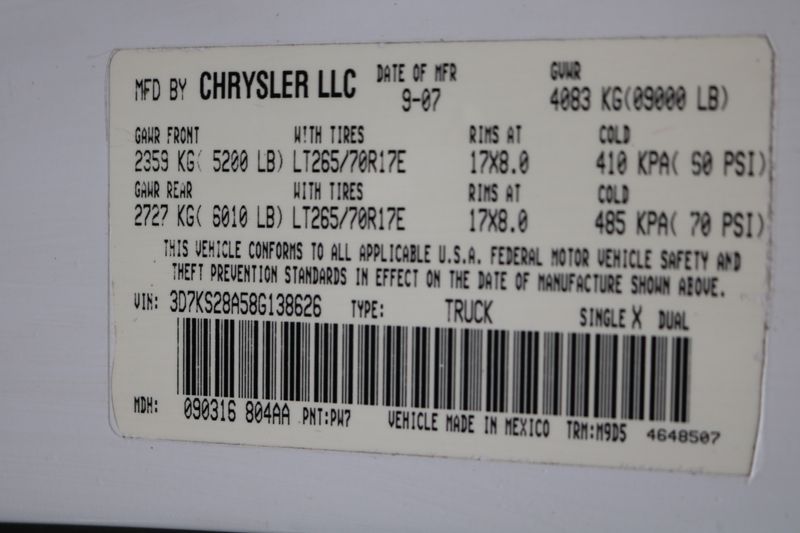 MFD BY CHRYSLER LLC DATE OF MFR GVWR
9-07 4083 KG(09000 LB)
GAWR FRONT WITH TIRES RIMS AT COLD
2359 KG( 5200 LB) LT265/70R17E 17X8.0 410 KPA( 50 PSI)
GAWR REAR WITH TIRES RIMS AT COLD
2727 KG( 6010 LB) LT265/70R17E 17X8.0 485 KPA( 70 PSI)
THIS VEHICLE CONFORMS TO ALL APPLICABLE U.S.A. FEDERAL MOTOR VEHICLE SAFETY AND
THEFT PREVENTION STANDARDS IN EFFECT ON THE DATE OF MANUFACTURE SHOWN ABOVE.
VIN: 3D7KS28A58G138626 TYPE: TRUCK SINGLE X DUAL
MDH: 090316 804AA PNT:PW7 VEHICLE MADE IN MEXICO TRM:M9D5 4648507